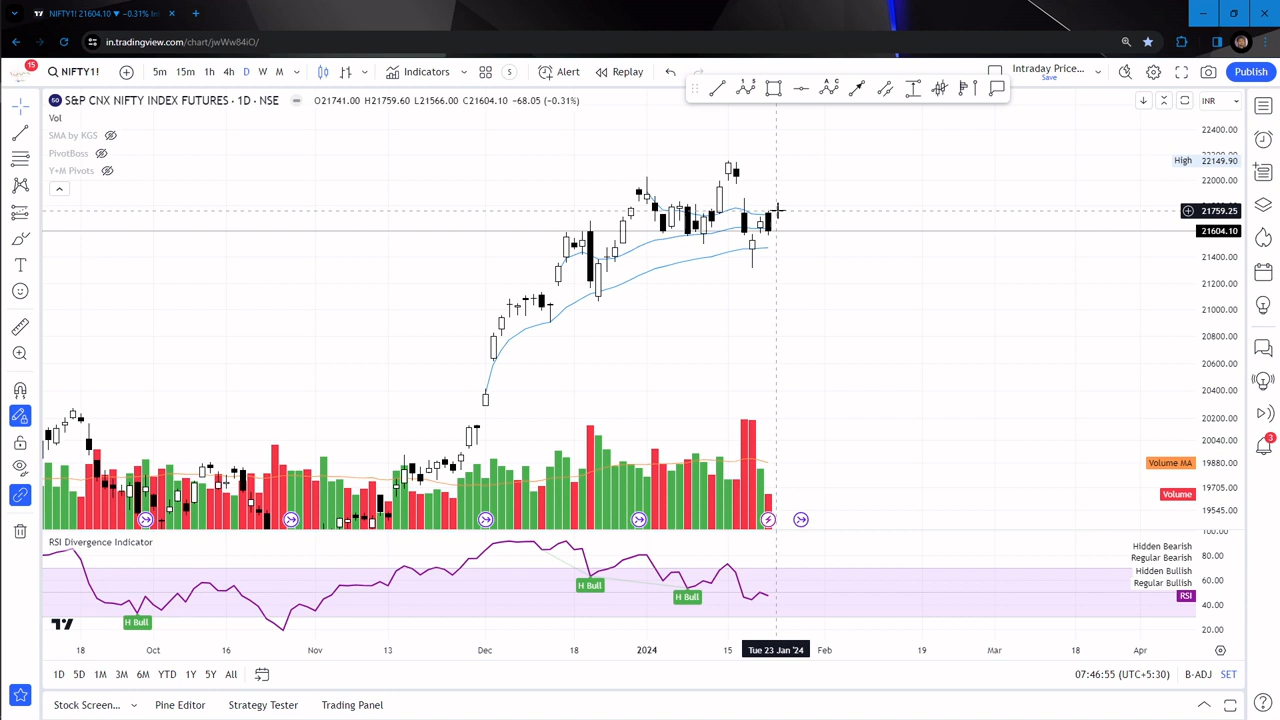 NIFTY1! 21604.10 ▼ −0.31%
in.tradingview.com/chart/jwWw84iO/
15
NIFTY1!
5m 15m 1h 4h D W M
Indicators
S
Alert
Replay
Intraday Price...
Save
Publish
50 S&P CNX NIFTY INDEX FUTURES · 1D · NSE
O21741.00 H21759.60 L21566.00 C21604.10 −68.05 (−0.31%)
INR
Vol
SMA by KGS
PivotBoss
Y+M Pivots
22400.00
High 22149.90
22000.00
21759.25
21604.10
21400.00
21200.00
21000.00
20800.00
20600.00
20400.00
20200.00
20040.00
Volume MA
19880.00
19705.00
Volume
19545.00
3
RSI Divergence Indicator
100.00
Hidden Bearish
Regular Bearish
80.00
Hidden Bullish
60.00
Regular Bullish
RSI
40.00
20.00
H Bull
H Bull
H Bull
18 Oct 16 Nov Dec 18 2024 15 Tue 23 Jan '24 Feb 19 Mar 18 Apr
1D 5D 1M 3M 6M YTD 1Y 5Y All
07:46:55 (UTC+5:30)
B-ADJ SET
Stock Screen...
Pine Editor
Strategy Tester
Trading Panel